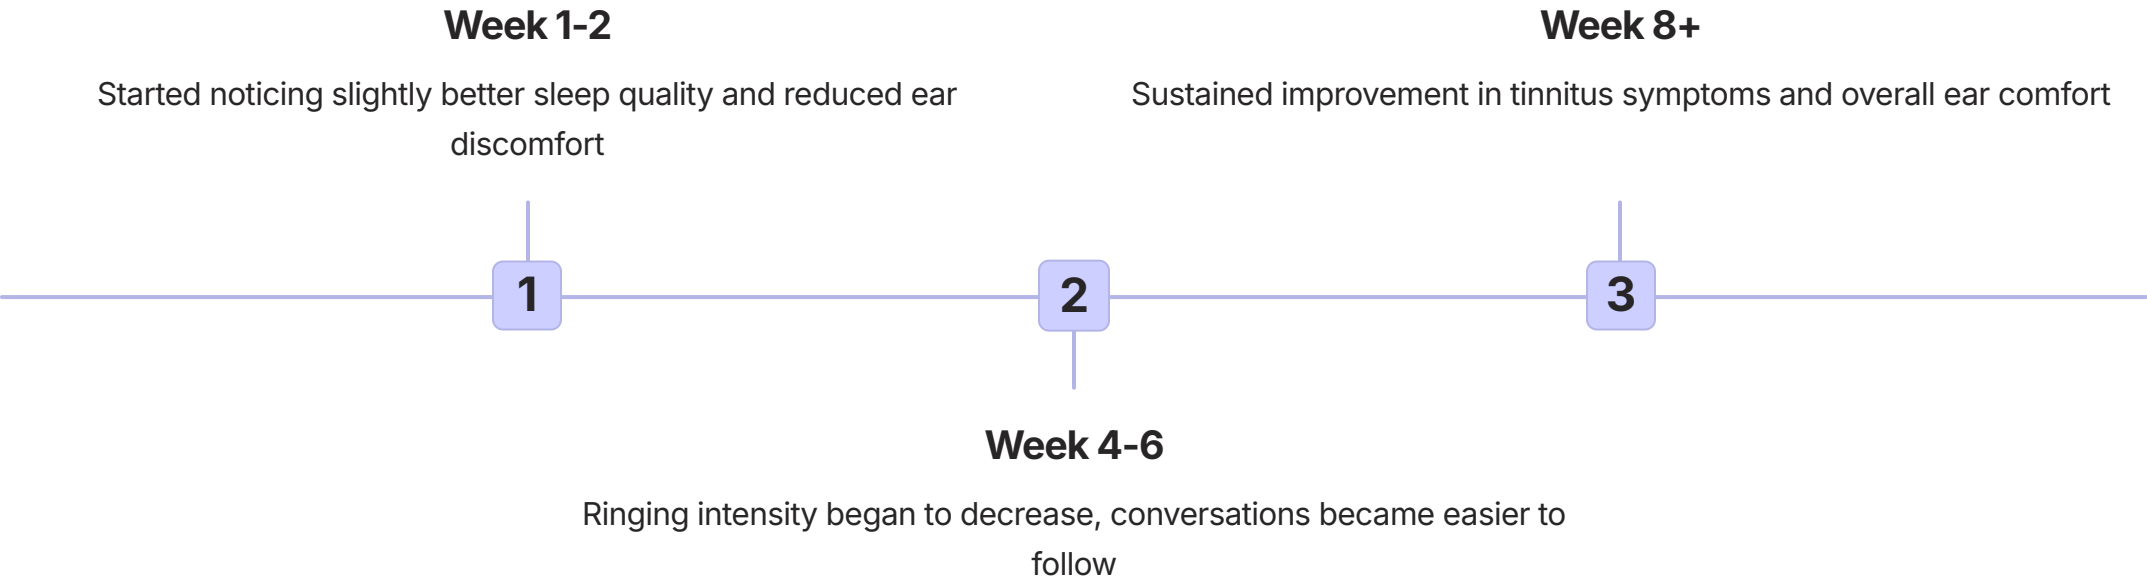 Week 1-2
Started noticing slightly better sleep quality and reduced ear
discomfort
Week 8+
Sustained improvement in tinnitus symptoms and overall ear comfort
1
2
3
Week 4-6
Ringing intensity began to decrease, conversations became easier to
follow